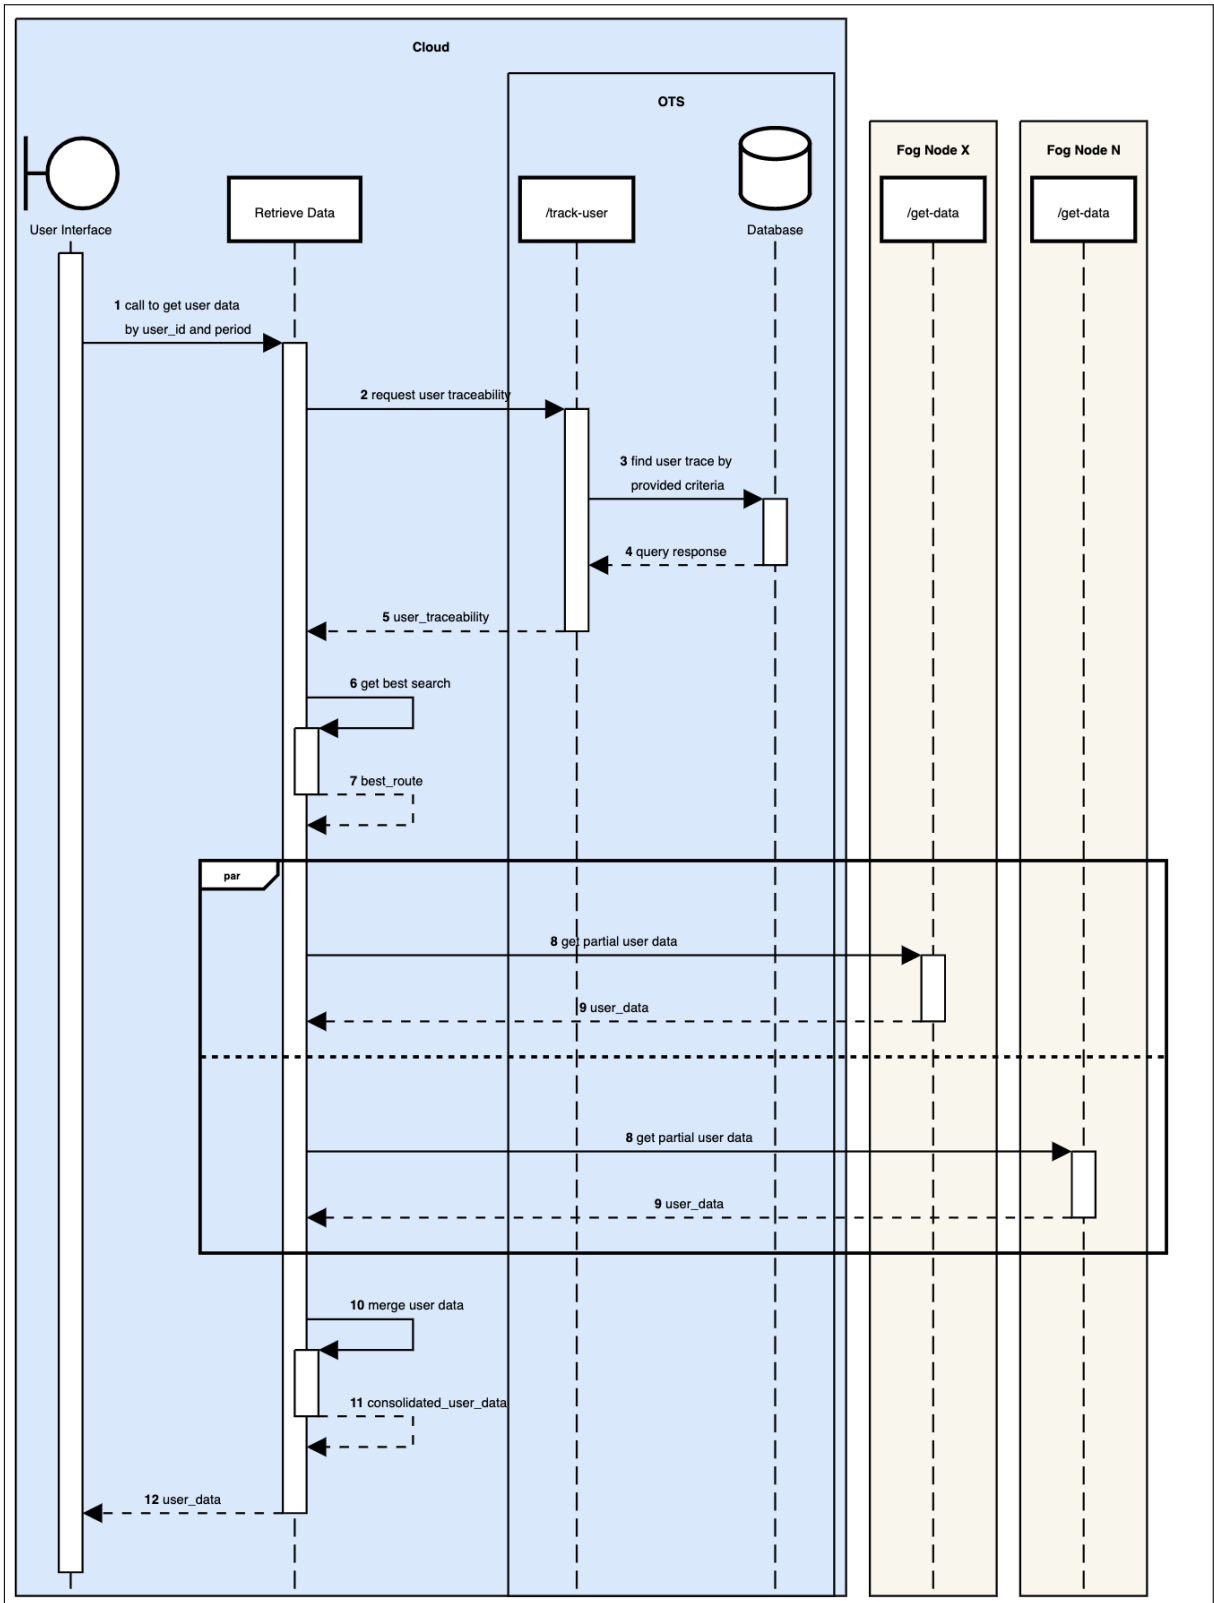 Cloud
OTS
Fog Node X
Fog Node N
User Interface
Retrieve Data
/track-user
Database
/get-data
/get-data
1 call to get user data
by user_id and period
2 request user traceability
3 find user trace by
provided criteria
4 query response
5 user_traceability
6 get best search
7 best_route
par
8 get partial user data
9 user_data
8 get partial user data
9 user_data
10 merge user data
11 consolidated_user_data
12 user_data